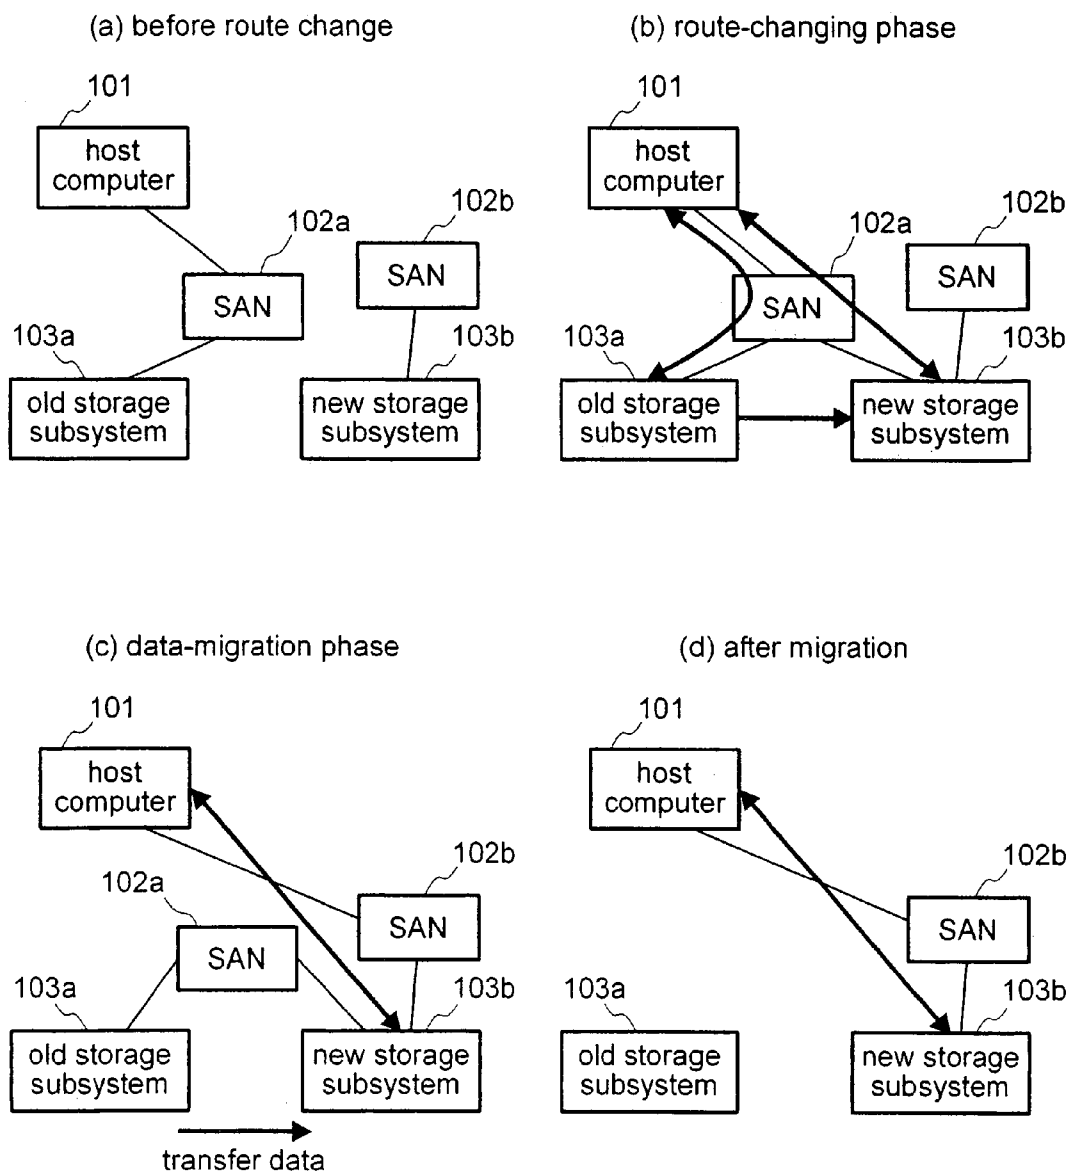 (a) before route change
101
host
computer
102a
102b
SAN
SAN
103a
103b
old storage
subsystem
new storage
subsystem
(b) route-changing phase
101
host
computer
102a
102b
SAN
SAN
103a
103b
old storage
subsystem
new storage
subsystem
(c) data-migration phase
101
host
computer
102a
102b
SAN
SAN
103a
103b
old storage
subsystem
new storage
subsystem
transfer data
(d) after migration
101
host
computer
102b
SAN
103a
103b
old storage
subsystem
new storage
subsystem